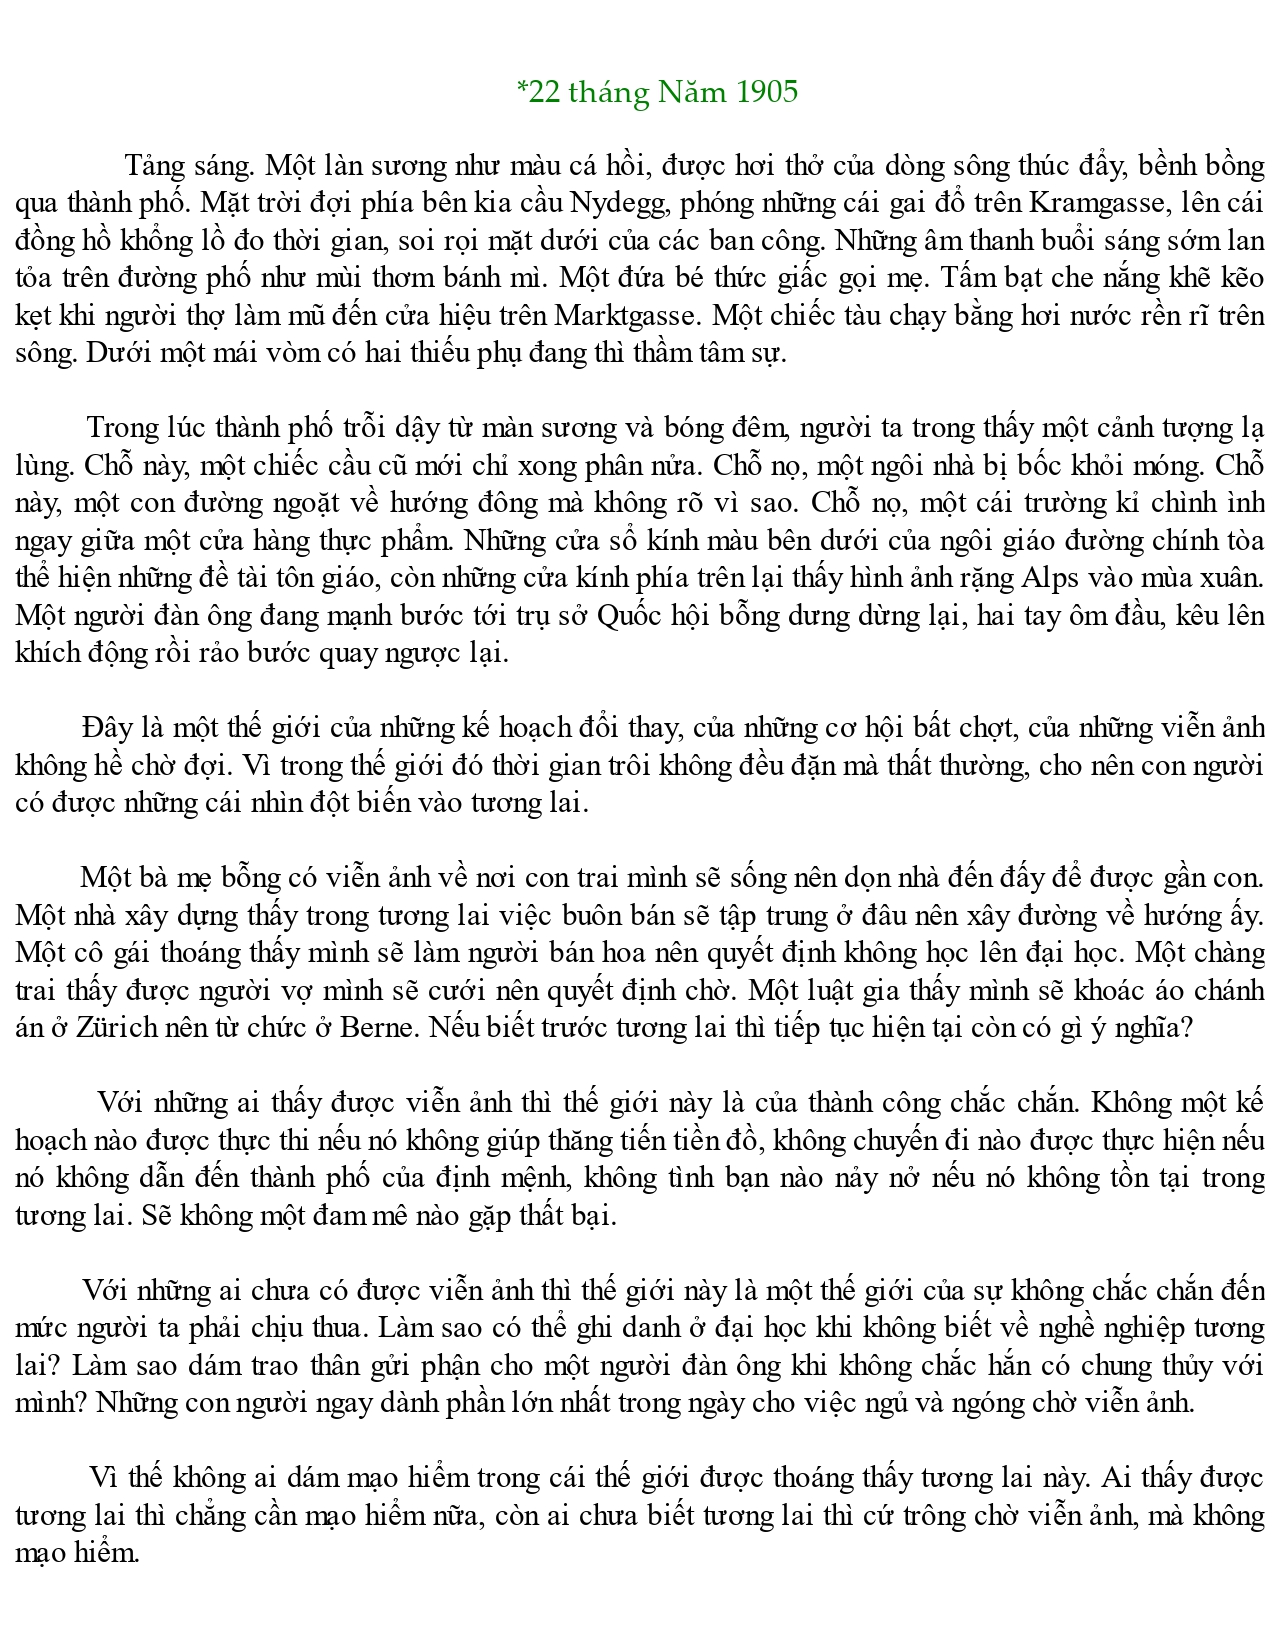 *22 tháng Năm 1905
Tảng sáng. Một làn sương như màu cá hồi, được hơi thở của dòng sông thúc đẩy, bềnh bồng
qua thành phố. Mặt trời đợi phía bên kia cầu Nydegg, phóng những cái gai đổ trên Kramgasse, lên cái
đồng hồ khổng lồ đo thời gian, soi rọi mặt dưới của các ban công. Những âm thanh buổi sáng sớm lan
tỏa trên đường phố như mùi thơm bánh mì. Một đứa bé thức giấc gọi mẹ. Tấm bạt che nắng khẽ kẽo
kẹt khi người thợ làm mũ đến cửa hiệu trên Marktgasse. Một chiếc tàu chạy bằng hơi nước rền rĩ trên
sông. Dưới một mái vòm có hai thiếu phụ đang thì thầm tâm sự.
Trong lúc thành phố trỗi dậy từ màn sương và bóng đêm, người ta trong thấy một cảnh tượng lạ
lùng. Chỗ này, một chiếc cầu cũ mới chỉ xong phân nửa. Chỗ nọ, một ngôi nhà bị bốc khỏi móng. Chỗ
này, một con đường ngoặt về hướng đông mà không rõ vì sao. Chỗ nọ, một cái trường kỉ chình ình
ngay giữa một cửa hàng thực phẩm. Những cửa sổ kính màu bên dưới của ngôi giáo đường chính tòa
thể hiện những đề tài tôn giáo, còn những cửa kính phía trên lại thấy hình ảnh rặng Alps vào mùa xuân.
Một người đàn ông đang mạnh bước tới trụ sở Quốc hội bỗng dưng dừng lại, hai tay ôm đầu, kêu lên
khích động rồi rảo bước quay ngược lại.
Đây là một thế giới của những kế hoạch đổi thay, của những cơ hội bất chợt, của những viễn ảnh
không hề chờ đợi. Vì trong thế giới đó thời gian trôi không đều đặn mà thất thường, cho nên con người
có được những cái nhìn đột biến vào tương lai.
Một bà mẹ bỗng có viễn ảnh về nơi con trai mình sẽ sống nên dọn nhà đến đấy để được gần con.
Một nhà xây dựng thấy trong tương lai việc buôn bán sẽ tập trung ở đâu nên xây đường về hướng ấy.
Một cô gái thoáng thấy mình sẽ làm người bán hoa nên quyết định không học lên đại học. Một chàng
trai thấy được người vợ mình sẽ cưới nên quyết định chờ. Một luật gia thấy mình sẽ khoác áo chánh
án ở Zürich nên từ chức ở Berne. Nếu biết trước tương lai thì tiếp tục hiện tại còn có gì ý nghĩa?
Với những ai thấy được viễn ảnh thì thế giới này là của thành công chắc chắn. Không một kế
hoạch nào được thực thi nếu nó không giúp thăng tiến tiền đồ, không chuyến đi nào được thực hiện nếu
nó không dẫn đến thành phố của định mệnh, không tình bạn nào nảy nở nếu nó không tồn tại trong
tương lai. Sẽ không một đam mê nào gặp thất bại.
Với những ai chưa có được viễn ảnh thì thế giới này là một thế giới của sự không chắc chắn đến
mức người ta phải chịu thua. Làm sao có thể ghi danh ở đại học khi không biết về nghề nghiệp tương
lai? Làm sao dám trao thân gửi phận cho một người đàn ông khi không chắc hắn có chung thủy với
mình? Những con người ngay dành phần lớn nhất trong ngày cho việc ngủ và ngóng chờ viễn ảnh.
Vì thế không ai dám mạo hiểm trong cái thế giới được thoáng thấy tương lai này. Ai thấy được
tương lai thì chẳng cần mạo hiểm nữa, còn ai chưa biết tương lai thì cứ trông chờ viễn ảnh, mà không
mạo hiểm.